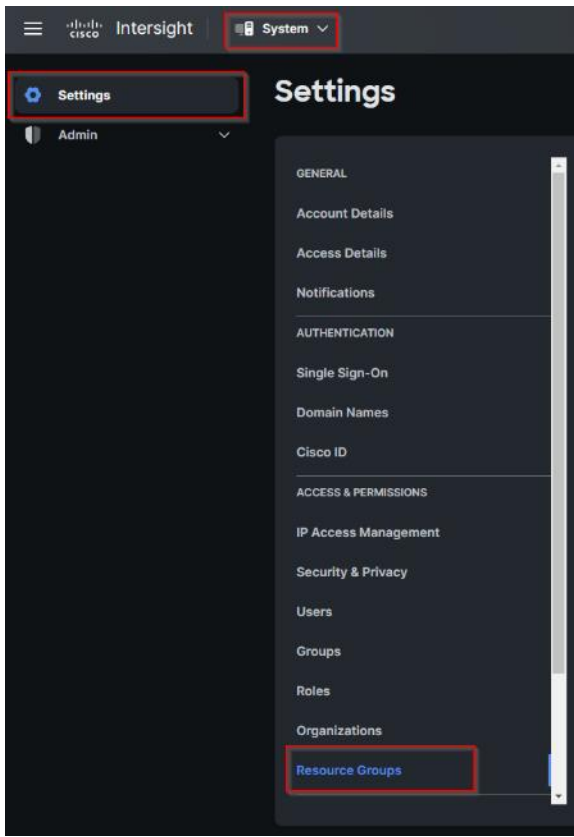 cisco Intersight System
Settings
Admin
Settings
GENERAL
Account Details
Access Details
Notifications
AUTHENTICATION
Single Sign-On
Domain Names
Cisco ID
ACCESS & PERMISSIONS
IP Access Management
Security & Privacy
Users
Groups
Roles
Organizations
Resource Groups